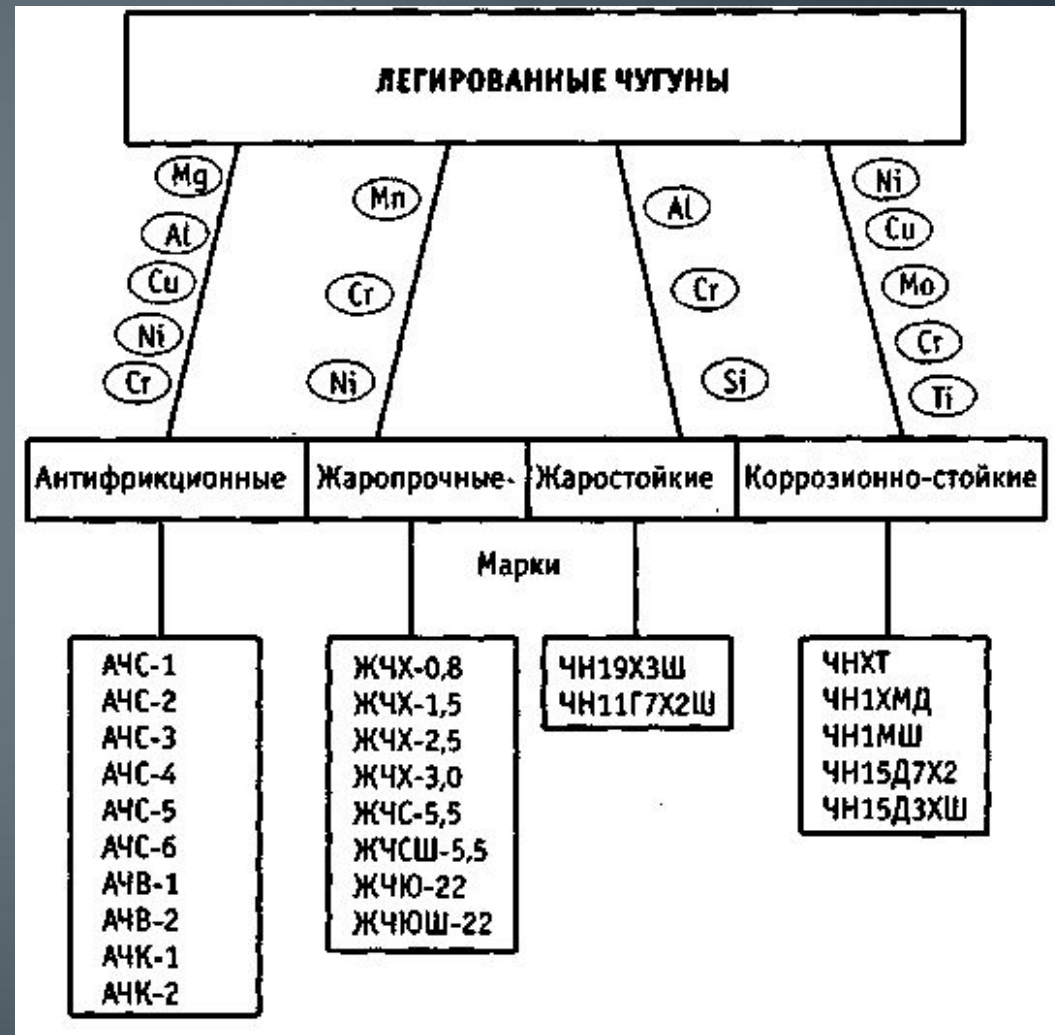 ЛЕГИРОВАННЫЕ ЧУГУНЫ
Mg
Al
Cu
Ni
Cr
Mn
Cr
Ni
Al
Cr
Si
Ni
Cu
Mo
Cr
Ti
Антифрикционные
Жаропрочные
Жаростойкие
Коррозионно-стойкие
Марки
АЧС-1
АЧС-2
АЧС-3
АЧС-4
АЧС-5
АЧС-6
АЧВ-1
АЧВ-2
АЧК-1
АЧК-2
ЖЧХ-0,8
ЖЧХ-1,5
ЖЧХ-2,5
ЖЧХ-3,0
ЖЧС-5,5
ЖЧСШ-5,5
ЖЧЮ-22
ЖЧЮШ-22
ЧН19Х3Ш
ЧН11Г7Х2Ш
ЧНХТ
ЧН1ХМД
ЧН1МШ
ЧН15Д7Х2
ЧН15Д3ХШ